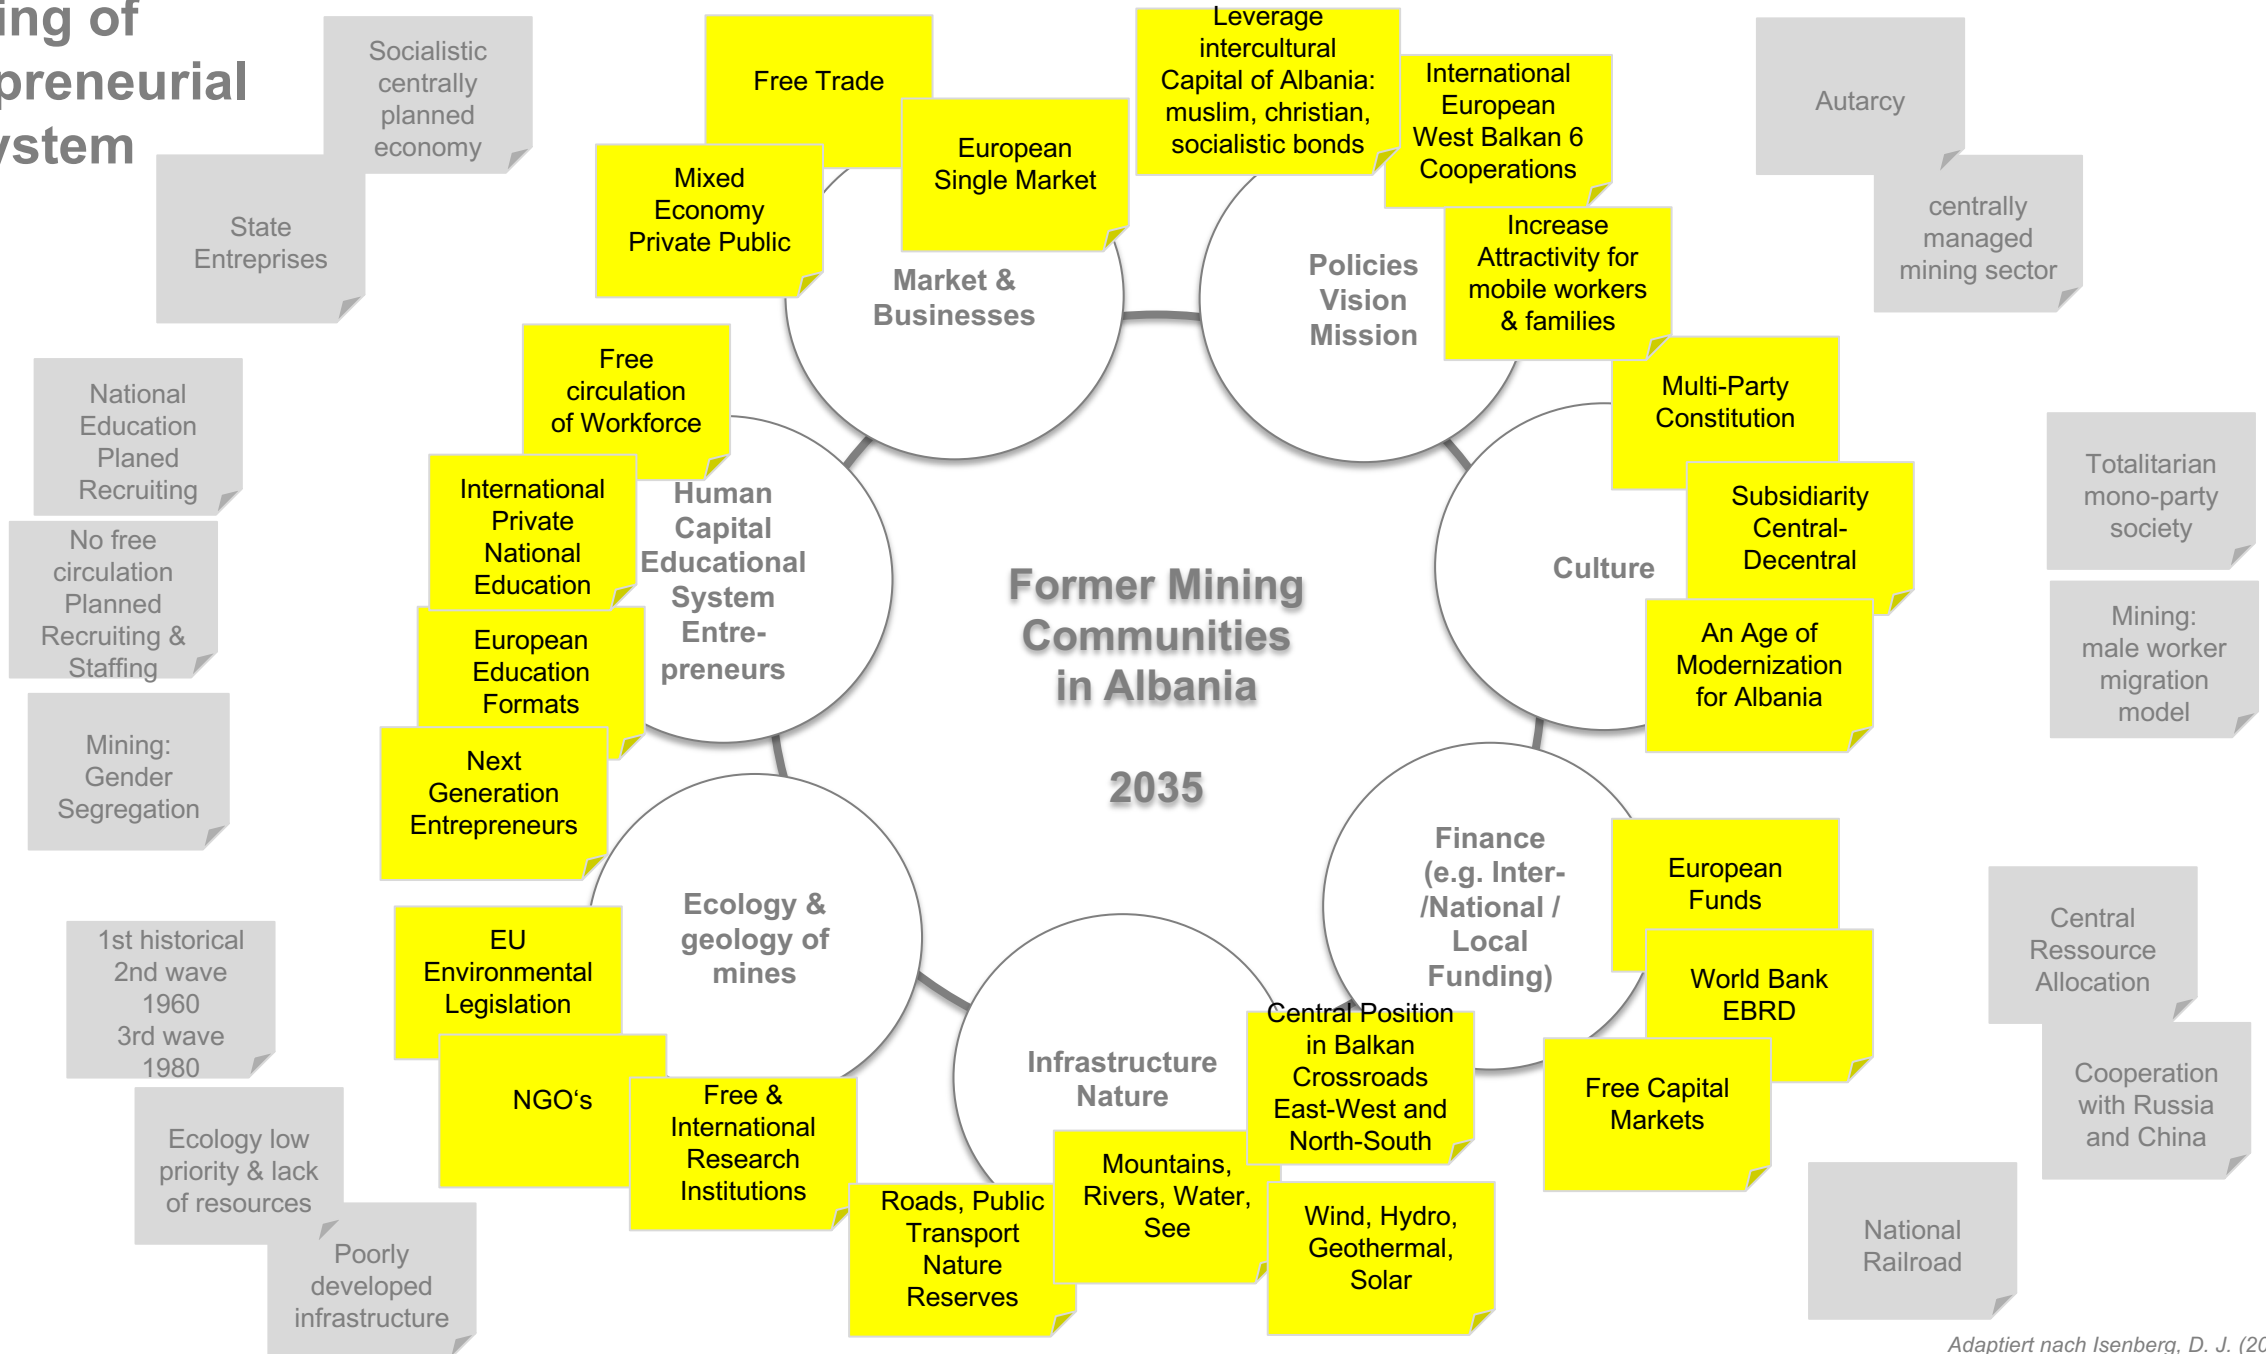 ing of
preneurial
ystem
Socialistic
centrally
planned
economy
State
Entreprises
National
Education
Planed
Recruiting
No free
circulation
Planned
Recruiting &
Staffing
Mining:
Gender
Segregation
1st historical
2nd wave
1960
3rd wave
1980
Ecology low
priority & lack
of resources
Poorly
developed
infrastructure
Free Trade
Mixed
Economy
Private Public
European
Single Market
Market &
Businesses
Leverage
intercultural
Capital of Albania:
muslim, christian,
socialistic bonds
International
European
West Balkan 6
Cooperations
Increase
Attractivity for
mobile workers
& families
Policies
Vision
Mission
Free
circulation
of Workforce
International
Private
National
Education
European
Education
Formats
Next
Generation
Entrepreneurs
Human
Capital
Educational
System
Entre-
preneurs
Former Mining
Communities
in Albania
2035
Multi-Party
Constitution
Subsidiarity
Central-
Decentral
An Age of
Modernization
for Albania
Culture
Ecology &
geology of
mines
EU
Environmental
Legislation
NGO‘s
Free &
International
Research
Institutions
Infrastructure
Nature
Roads, Public
Transport
Nature
Reserves
Mountains,
Rivers, Water,
See
Central Position
in Balkan
Crossroads
East-West and
North-South
Wind, Hydro,
Geothermal,
Solar
Finance
(e.g. Inter-
/National /
Local
Funding)
European
Funds
World Bank
EBRD
Free Capital
Markets
Autarcy
centrally
managed
mining sector
Totalitarian
mono-party
society
Mining:
male worker
migration
model
Central
Ressource
Allocation
Cooperation
with Russia
and China
National
Railroad
Adaptiert nach Isenberg, D. J. (20